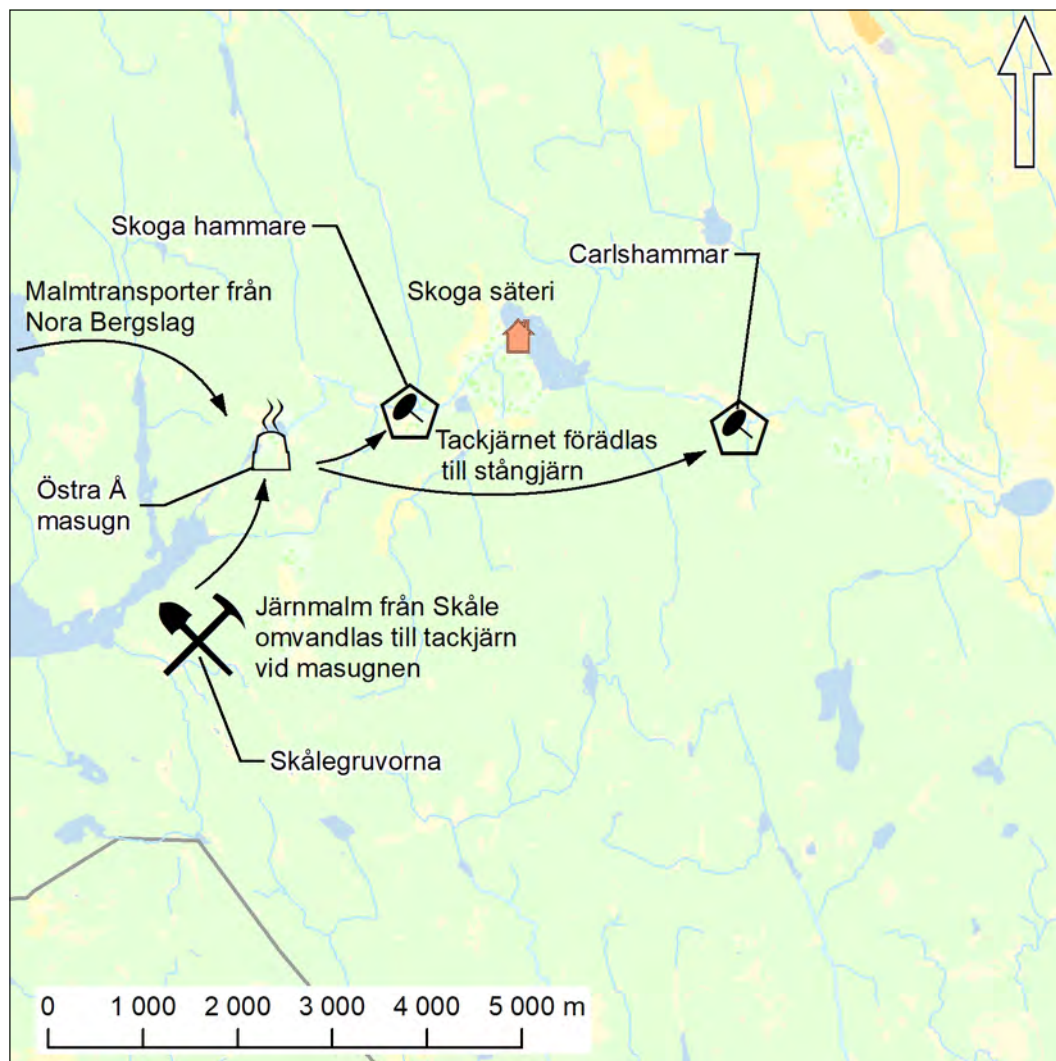 Skoga hammare
Carlshammar
Malmtransporter från
Nora Bergslag
Skoga säteri
Tackjärnet förädlas
till stångjärn
Östra Å
masugn
Järnmalm från Skåle
omvandlas till tackjärn
vid masugnen
Skålegruvorna
0 1 000 2 000 3 000 4 000 5 000 m